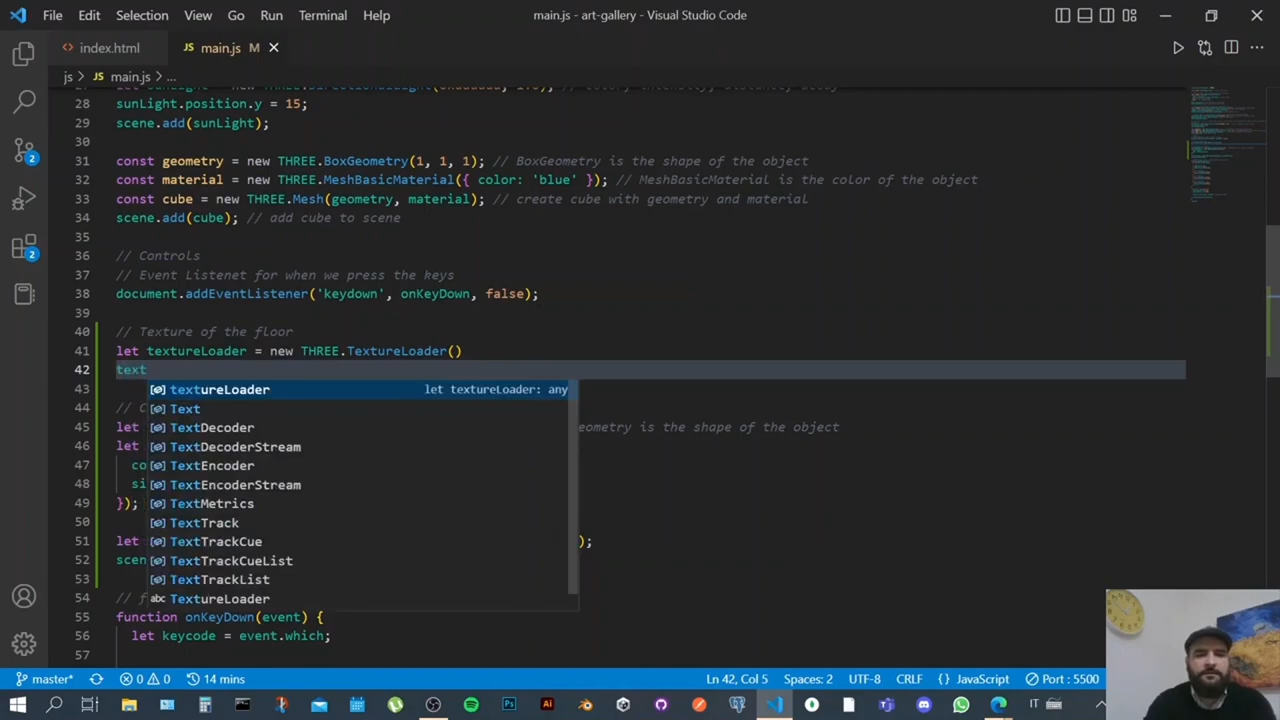 File Edit Selection View Go Run Terminal Help
main.js - art-gallery - Visual Studio Code
index.html
JS main.js M
js > JS main.js > ...
28 sunLight.position.y = 15;
29 scene.add(sunLight);
30
31 const geometry = new THREE.BoxGeometry(1, 1, 1); // BoxGeometry is the shape of the object
32 const material = new THREE.MeshBasicMaterial({ color: 'blue' }); // MeshBasicMaterial is the color of the object
33 const cube = new THREE.Mesh(geometry, material); // create cube with geometry and material
34 scene.add(cube); // add cube to scene
35
36 // Controls
37 // Event Listenet for when we press the keys
38 document.addEventListener('keydown', onKeyDown, false);
39
40 // Texture of the floor
41 let textureLoader = new THREE.TextureLoader()
42 text
43 textureLoader let textureLoader: any
44 // C Text
45 let TextDecoder eometry is the shape of the object
46 let TextDecoderStream
47 co TextEncoder
48 si TextEncoderStream
49 }); TextMetrics
50 TextTrack
51 let TextTrackCue );
52 scen TextTrackCueList
53 TextTrackList
54 // f abc TextureLoader
55 function onKeyDown(event) {
56 let keycode = event.which;
57
2
2
master* 0 0 14 mins Ln 42, Col 5 Spaces: 2 UTF-8 CRLF {} JavaScript Port : 5500
Ps Ai IT